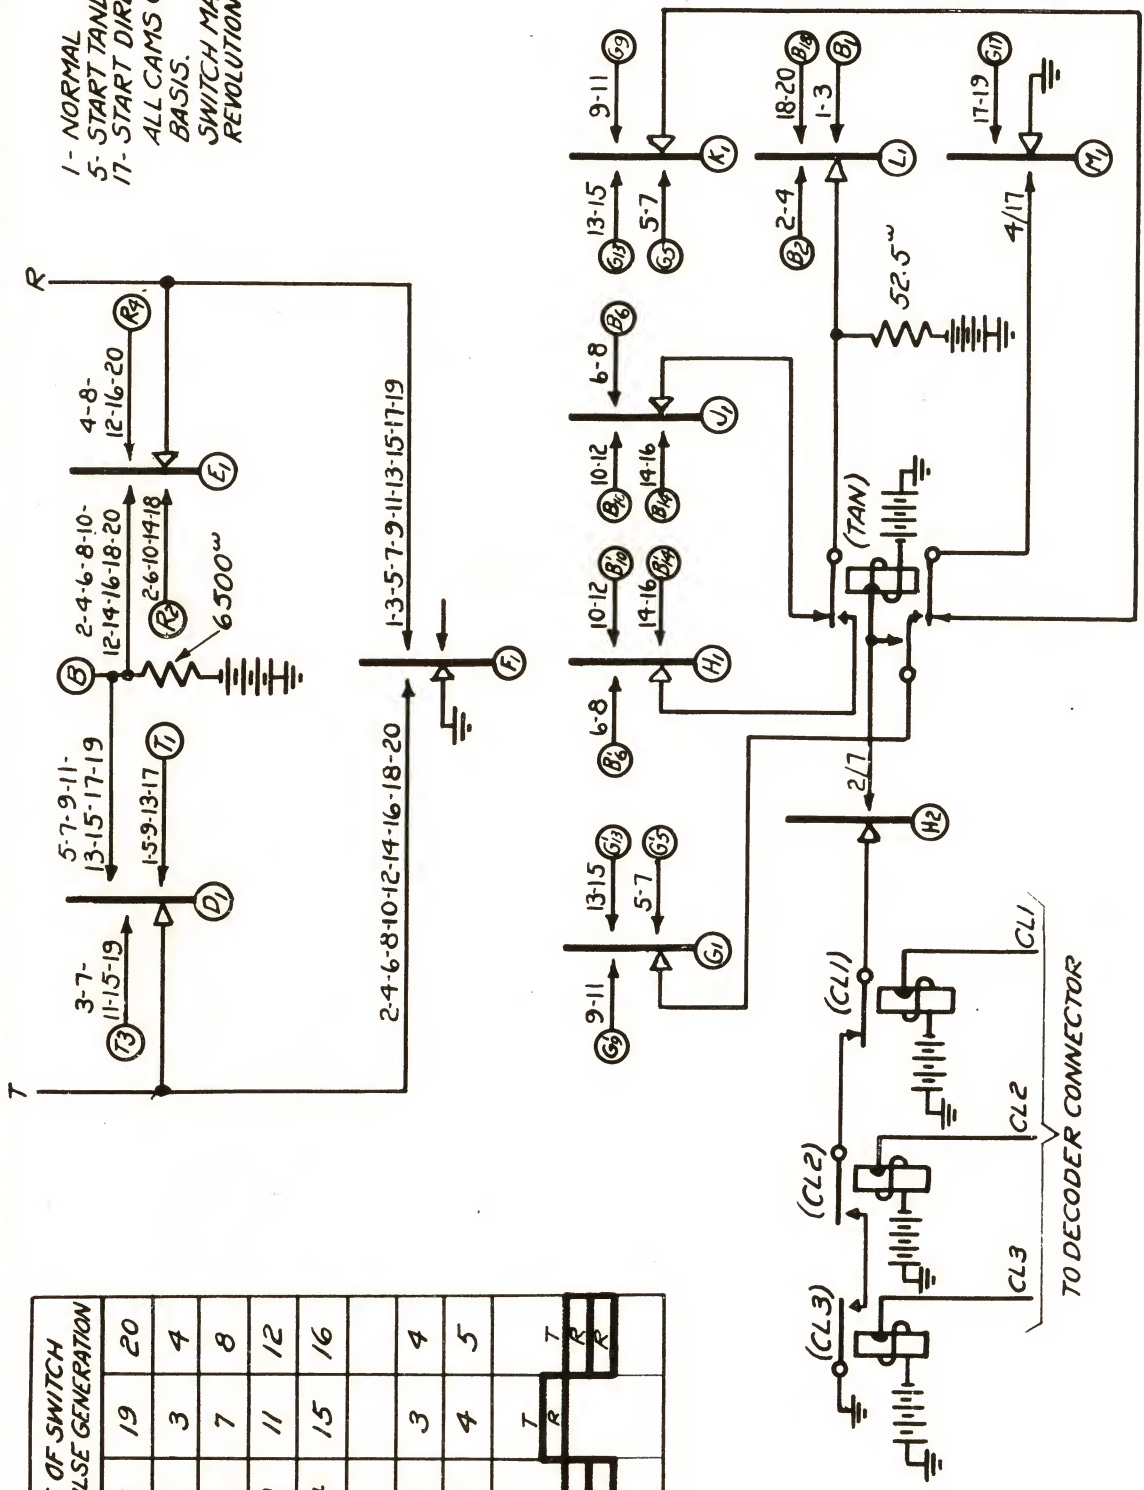 1- NORMAL
5- START TAND
17- START DIRE
ALL CAMS
BASIS.
SWITCH MA
REVOLUTION
R
T
4-8-
12-16-20
R4
E1
2-4-6-8-10-
12-14-16-18-20
2-6-10-14-18
R2
6500ω
B
5-7-9-11-
13-15-17-19
T1
1-5-9-13-17
D1
3-7-
11-15-19
T3
1-3-5-7-9-11-13-15-17-19
F1
2-4-6-8-10-12-14-16-18-20
G9
9-11
K1
13-15
G13
5-7
G5
B18
18-20
B1
1-3
L1
2-4
B2
52.5ω
G17
17-19
M1
4/17
B6
6-8
J1
10-12
B10
14-16
B14
(TAN)
B'10
10-12
B'14
14-16
H1
6-8
B'6
2/7
H2
G'13
13-15
G'5
5-7
G1
9-11
G'9
(CL1)
(CL2)
(CL3)
CL1
CL2
CL3
TO DECODER CONNECTOR
OF SWITCH
LSE GENERATION
19 20
3 4
7 8
11 12
15 16
3 4
4 5
T T
R R
R